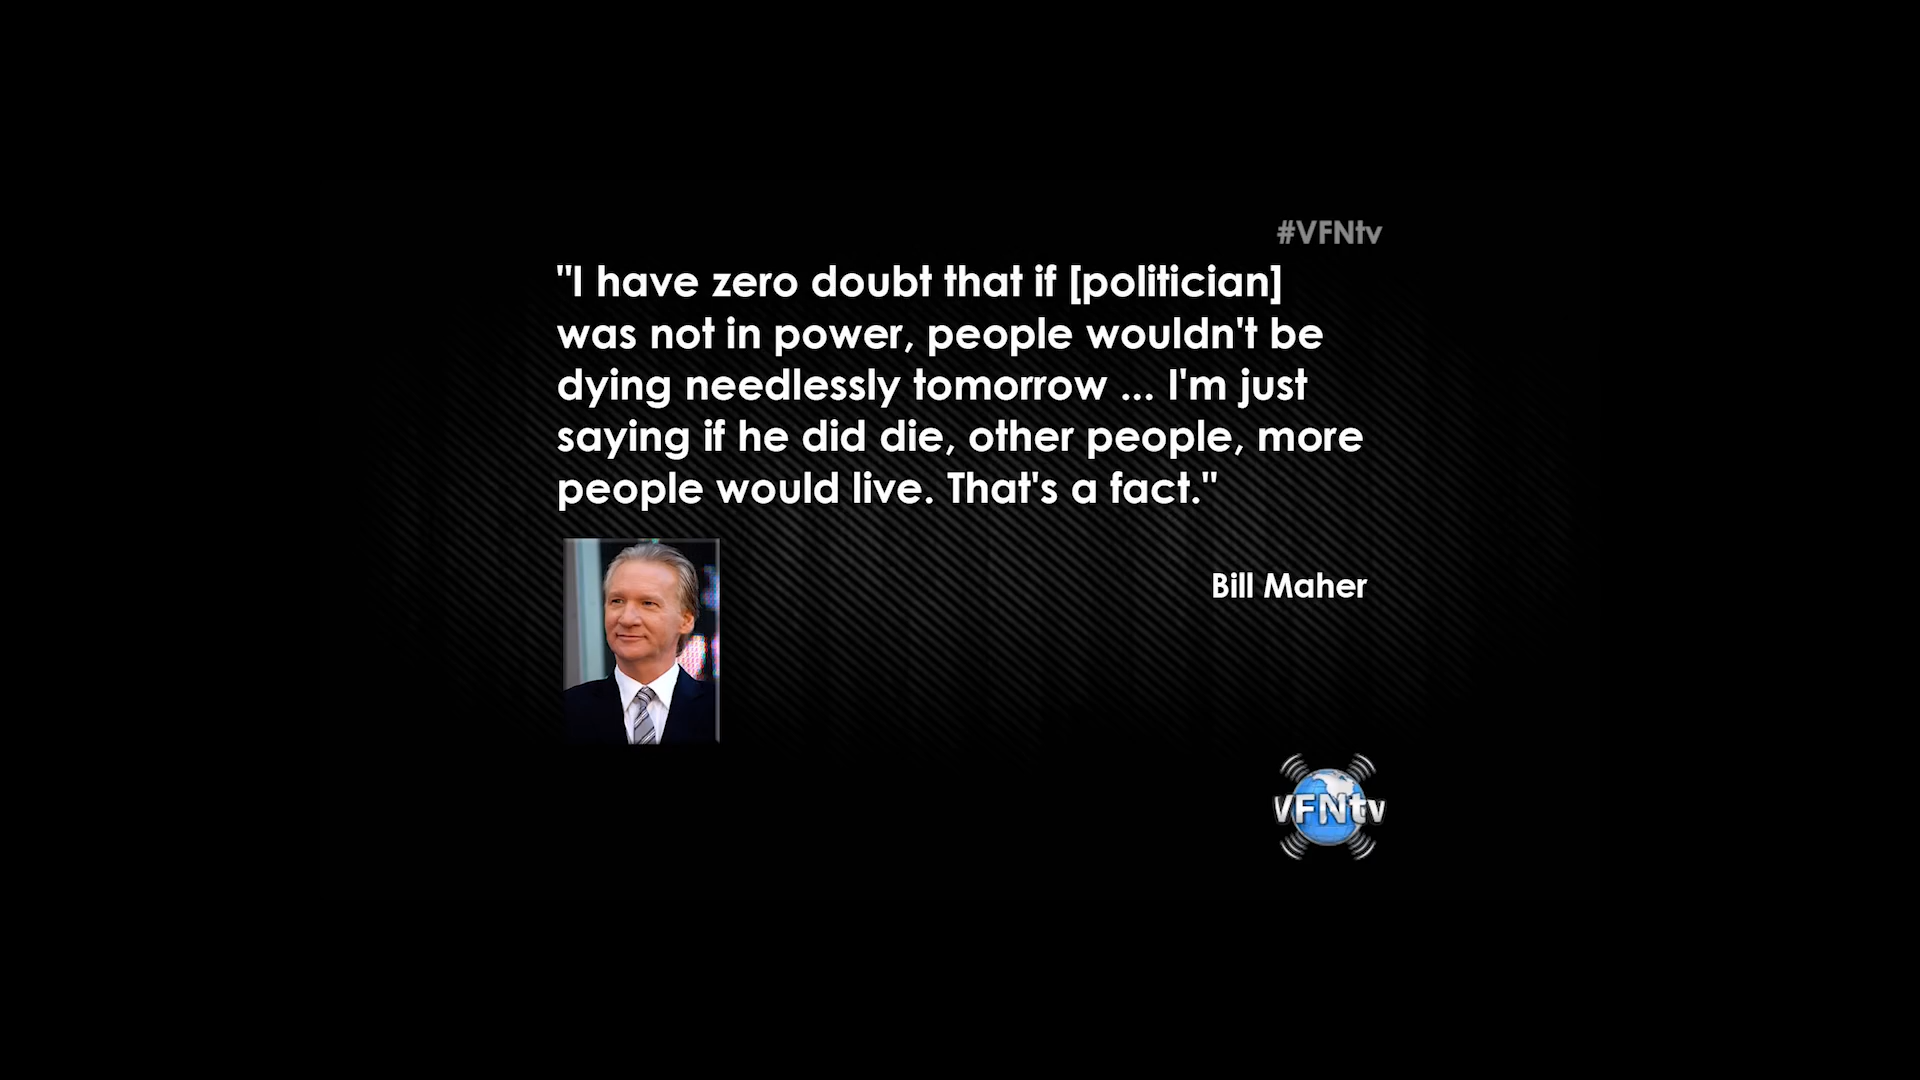 #VFNtv
"I have zero doubt that if [politician]
was not in power, people wouldn't be
dying needlessly tomorrow ... I'm just
saying if he did die, other people, more
people would live. That's a fact."
Bill Maher
VFNtv